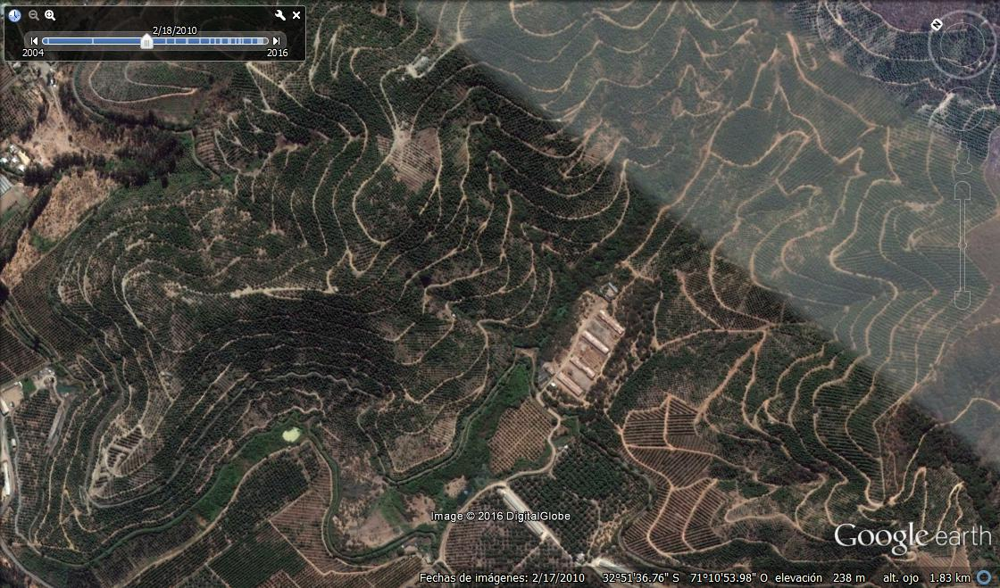 2/18/2010
2004
2016
N
Image © 2016 DigitalGlobe
Google earth
Fechas de imágenes: 2/17/2010 32°51'36.76" S 71°10'53.98" O elevación 238 m alt. ojo 1.83 km